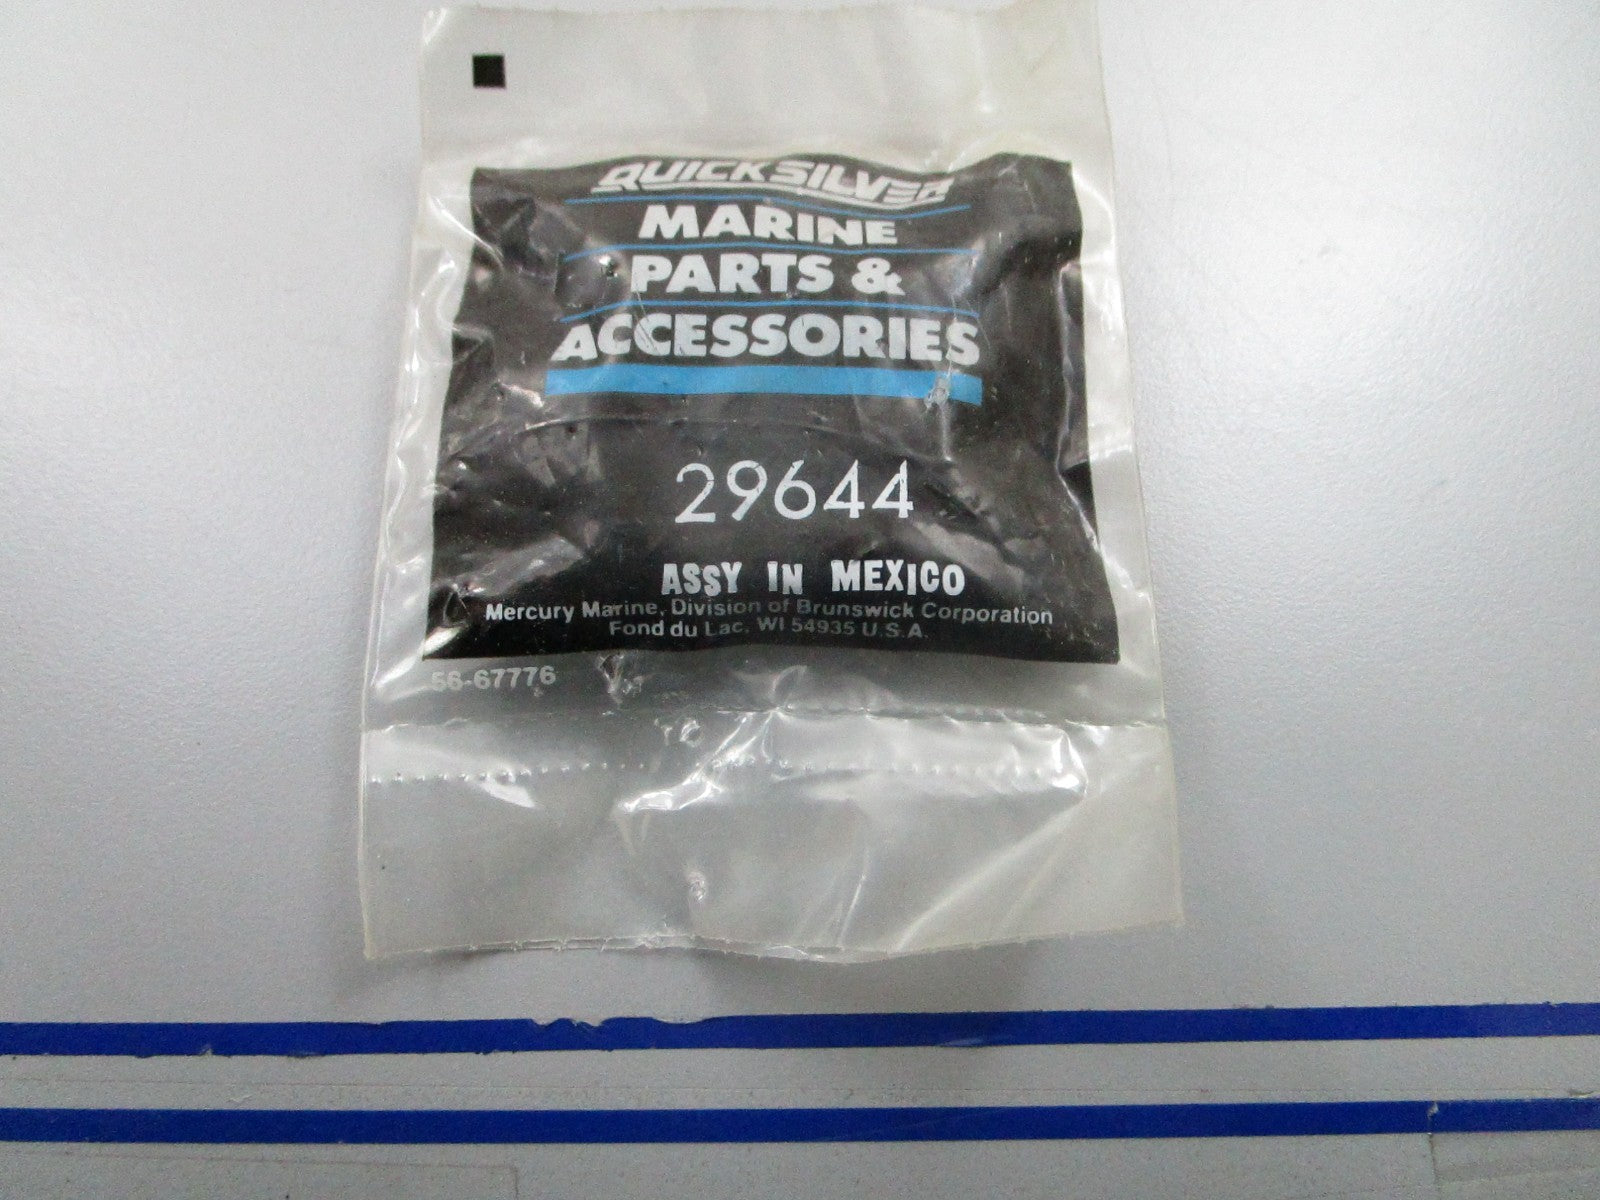 QUICKSILVER
MARINE
PARTS &
ACCESSORIES
29644
ASSY IN MEXICO
Mercury Marine, Division of Brunswick Corporation
Fond du Lac, WI 54935 U.S.A.
56-67776